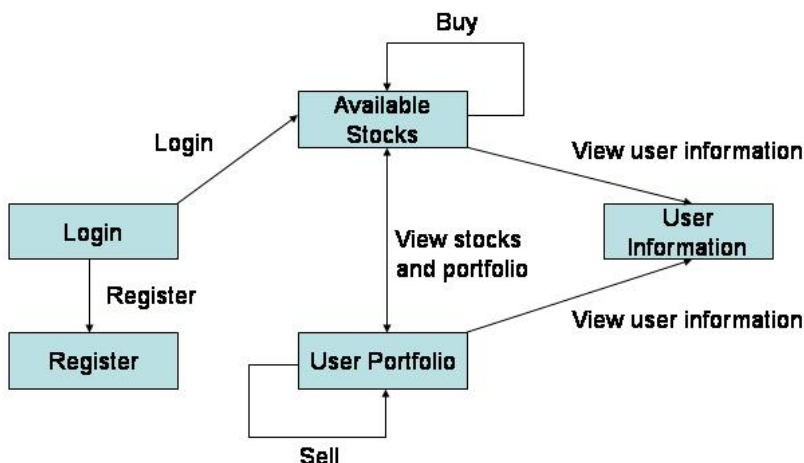 Buy
Available
Stocks
Login
View user information
Login
View stocks
and portfolio
User
Information
Register
View user information
Register
User Portfolio
Sell